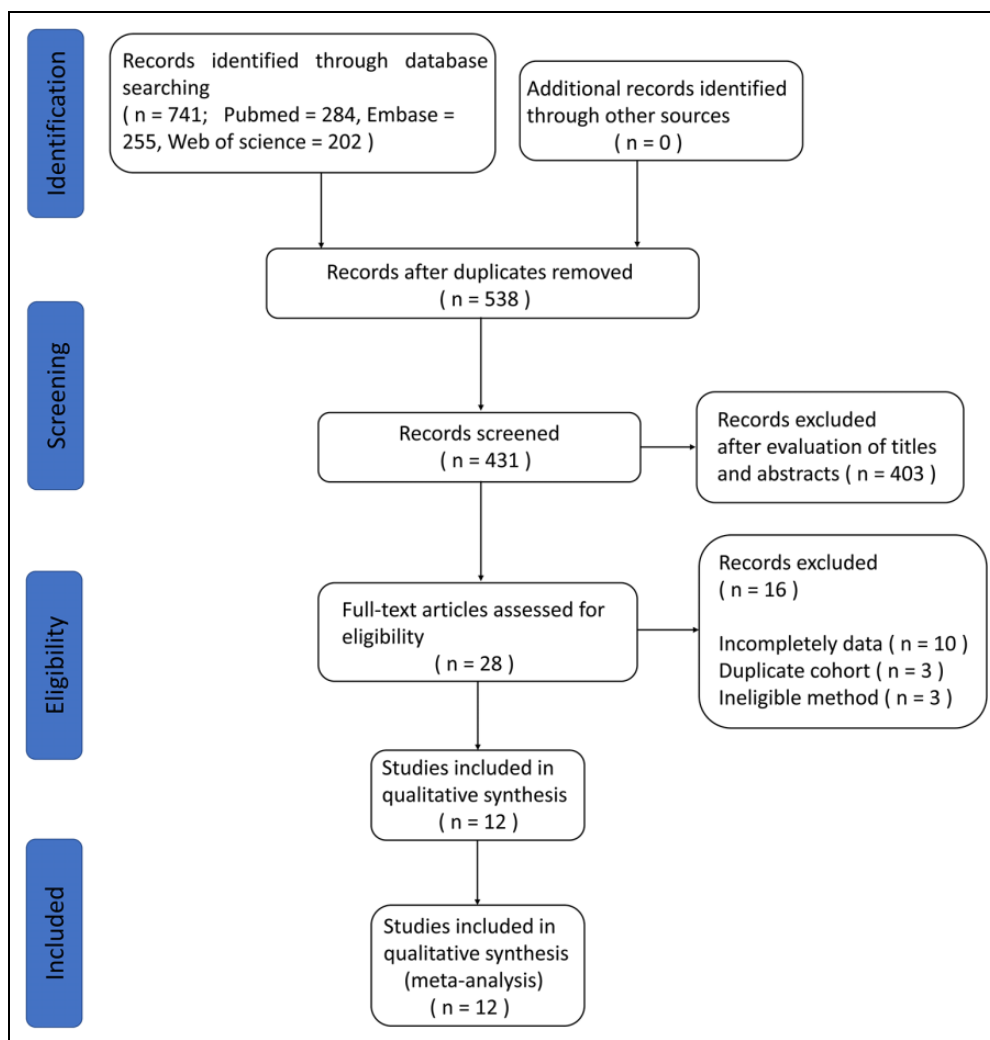 Identification
Records identified through database
searching
( n = 741; Pubmed = 284, Embase =
255, Web of science = 202 )
Additional records identified
through other sources
( n = 0 )
Records after duplicates removed
( n = 538 )
Screening
Records screened
( n = 431 )
Records excluded
after evaluation of titles
and abstracts ( n = 403 )
Eligibility
Full-text articles assessed for
eligibility
( n = 28 )
Records excluded
( n = 16 )
Incompletely data ( n = 10 )
Duplicate cohort ( n = 3 )
Ineligible method ( n = 3 )
Studies included in
qualitative synthesis
( n = 12 )
Included
Studies included in
qualitative synthesis
(meta-analysis)
( n = 12 )